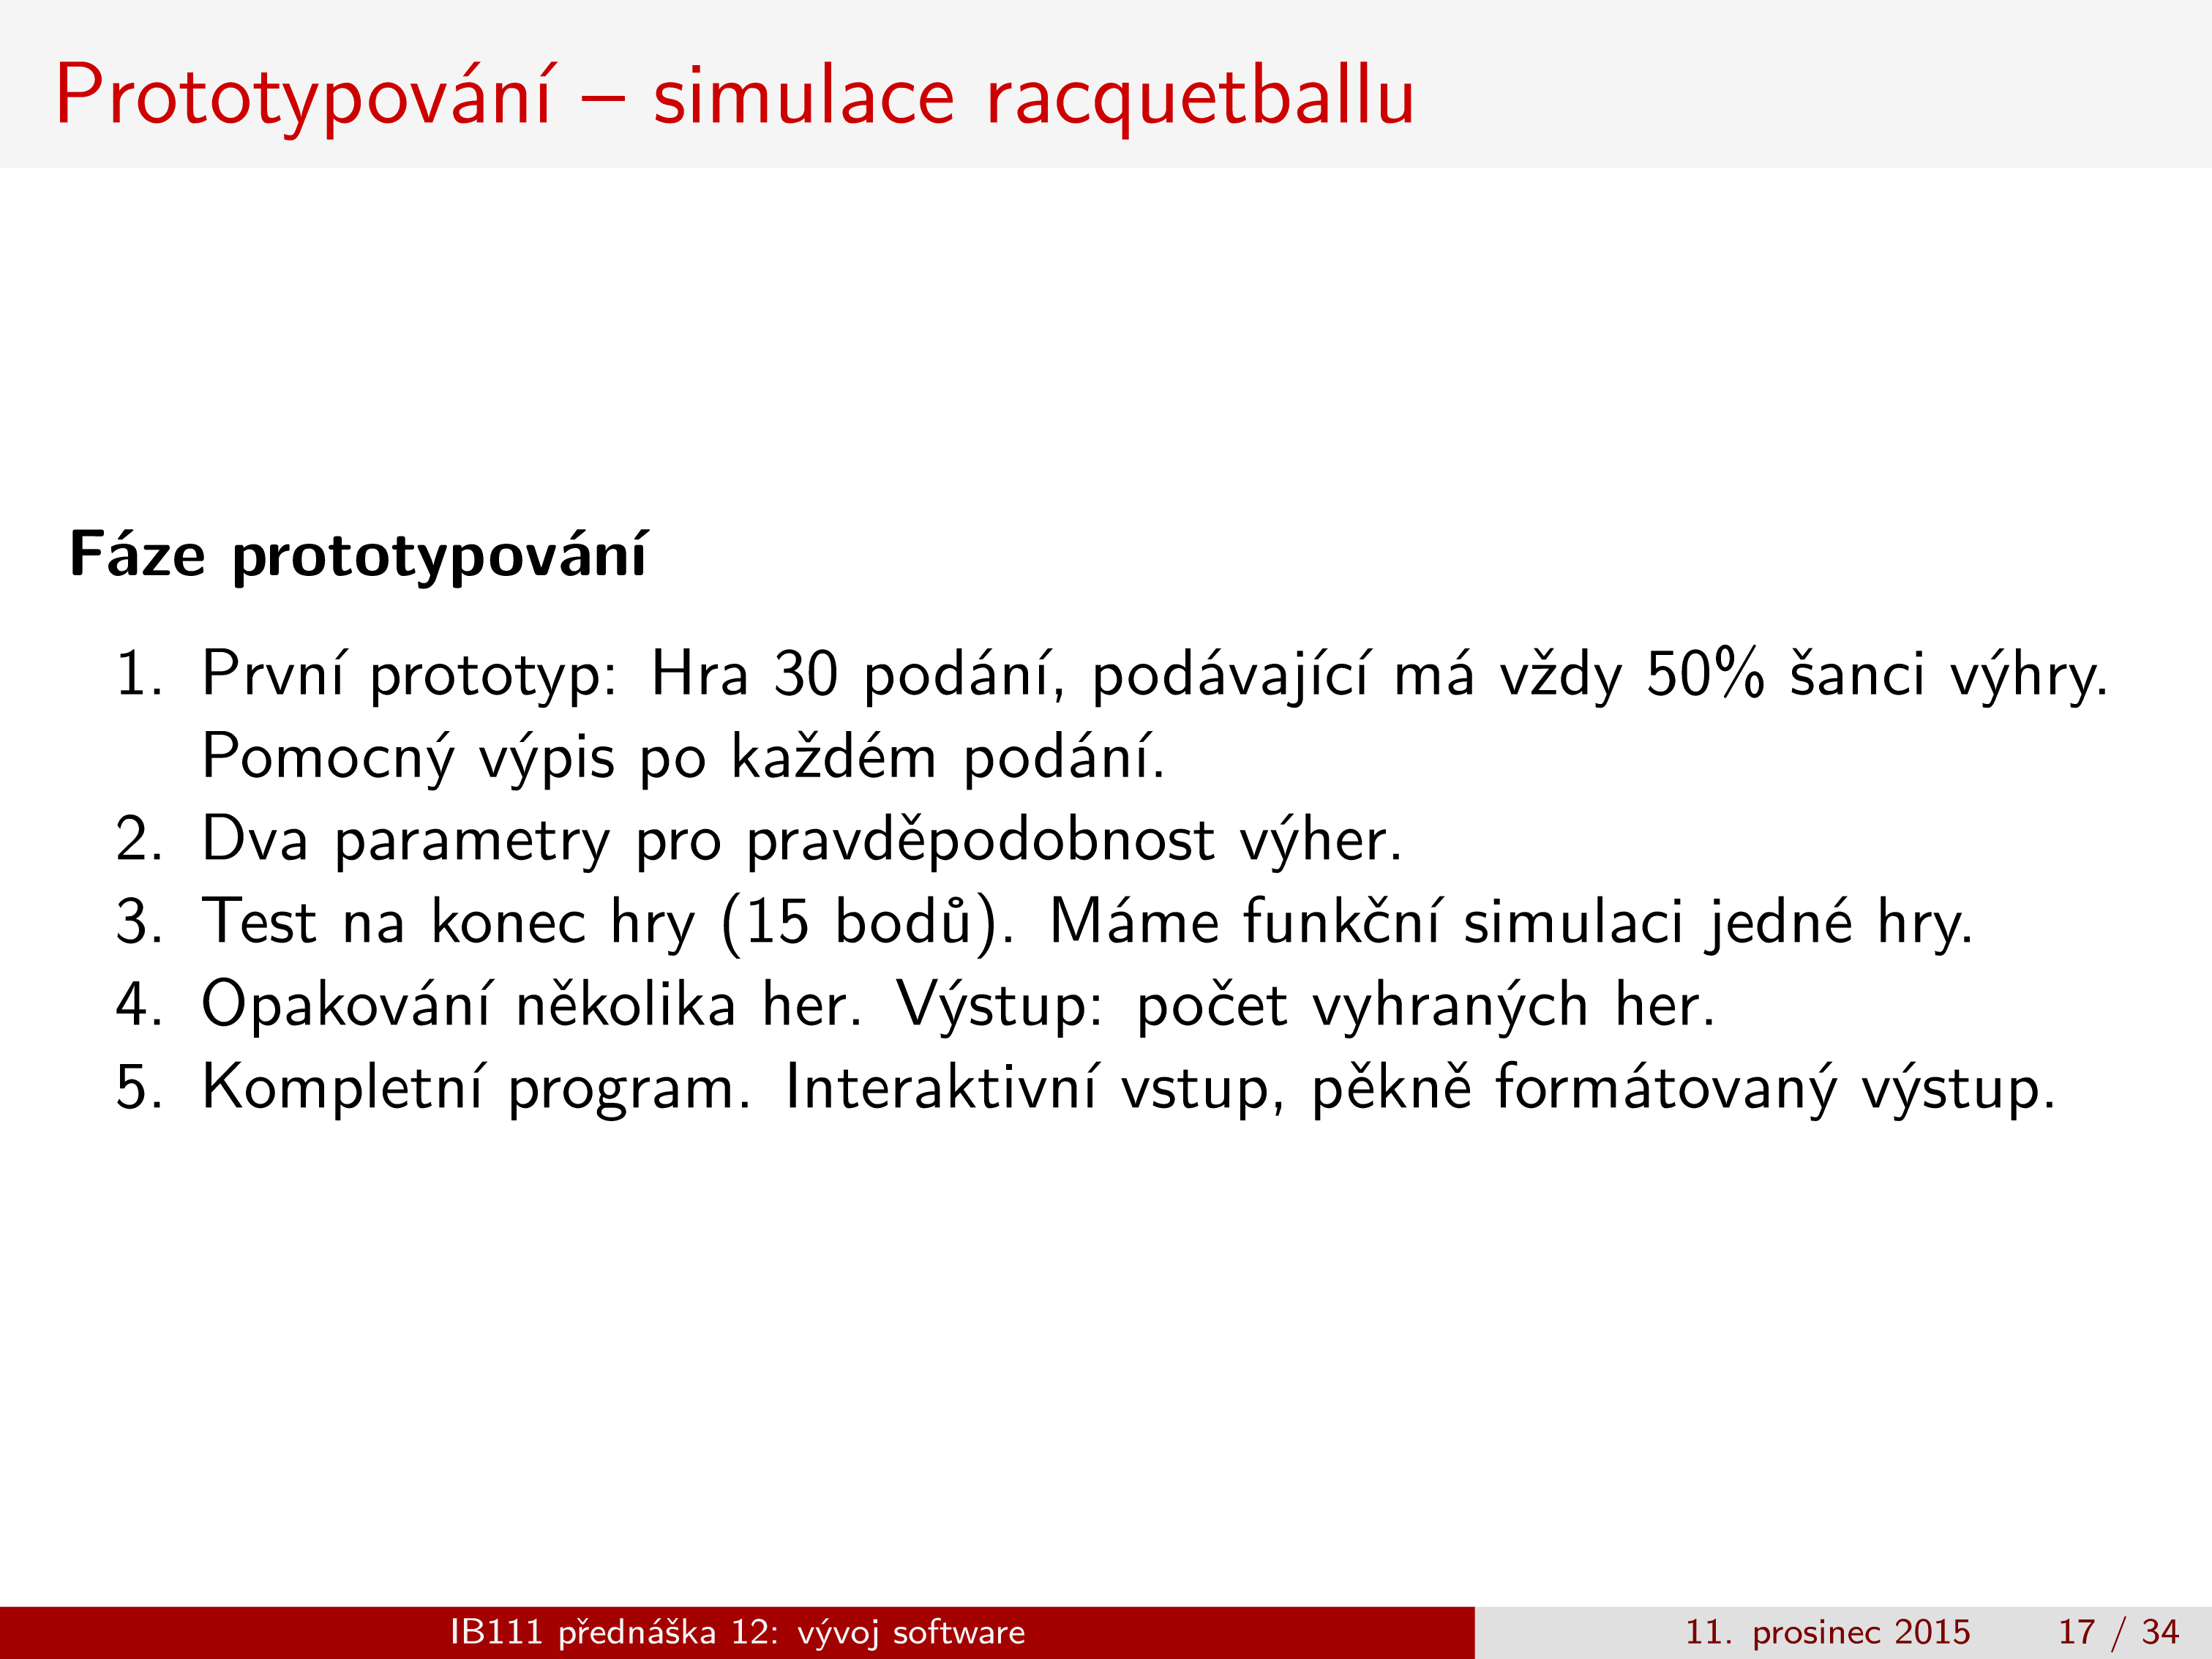 Prototypování – simulace racquetballu
Fáze prototypování
1. První prototyp: Hra 30 podání, podávající má vždy 50% šanci výhry.
Pomocný výpis po každém podání.
2. Dva parametry pro pravděpodobnost výher.
3. Test na konec hry (15 bodů). Máme funkční simulaci jedné hry.
4. Opakování několika her. Výstup: počet vyhraných her.
5. Kompletní program. Interaktivní vstup, pěkně formátovaný výstup.
IB111 přednáška 12: vývoj software
11. prosinec 2015
17 / 34